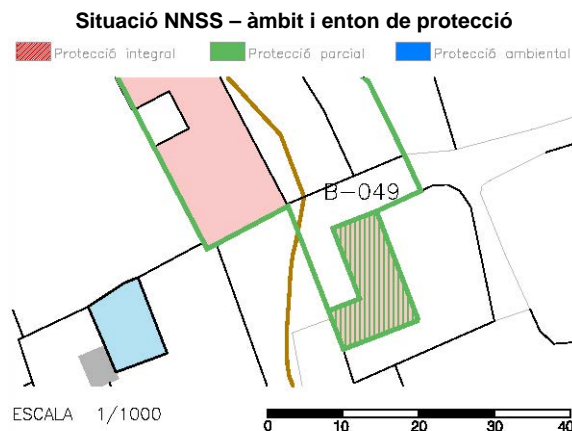 Situació NNSS – àmbit i enton de protecció
Protecció integral Protecció parcial Protecció ambiental
B-049
ESCALA 1/1000
0 10 20 30 40